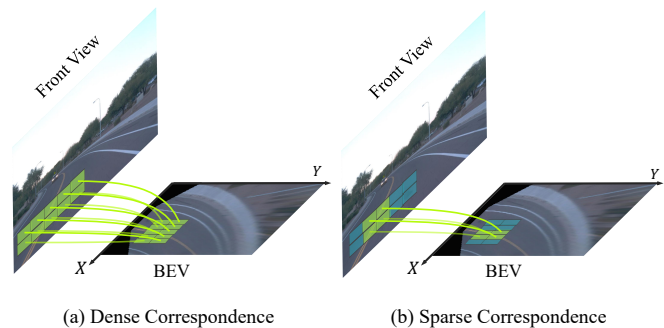 Front View
Y
X
BEV
(a) Dense Correspondence
Front View
Y
X
BEV
(b) Sparse Correspondence